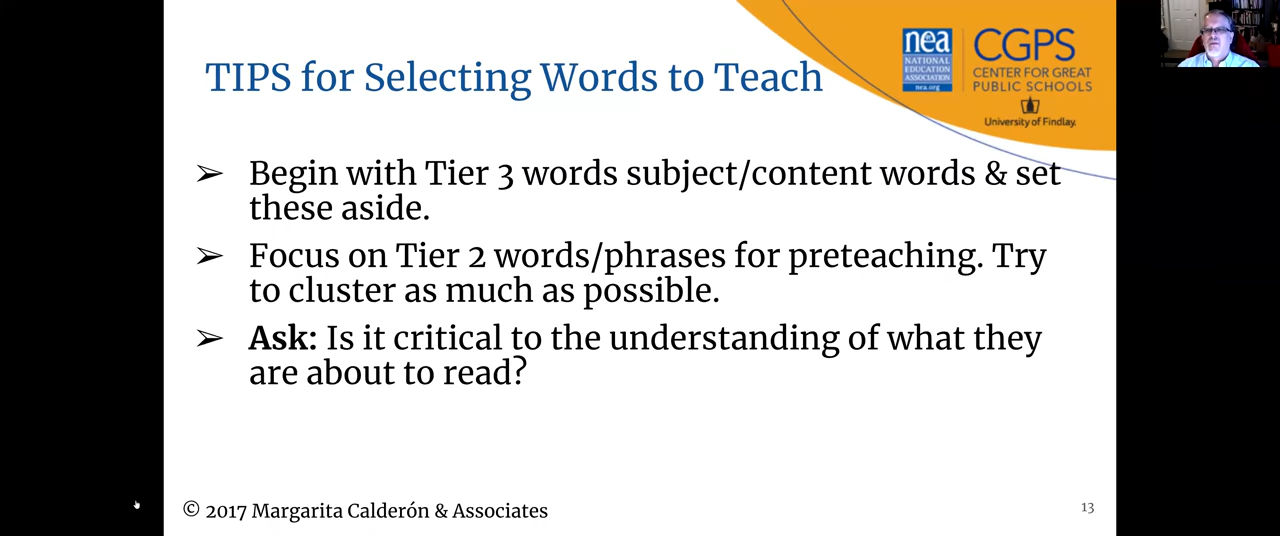 TIPS for Selecting Words to Teach
nea
NATIONAL
EDUCATION
ASSOCIATION
nea.org
CGPS
CENTER FOR GREAT
PUBLIC SCHOOLS
University of Findlay.
➢ Begin with Tier 3 words subject/content words & set
these aside.
➢ Focus on Tier 2 words/phrases for preteaching. Try
to cluster as much as possible.
➢ Ask: Is it critical to the understanding of what they
are about to read?
© 2017 Margarita Calderón & Associates
13